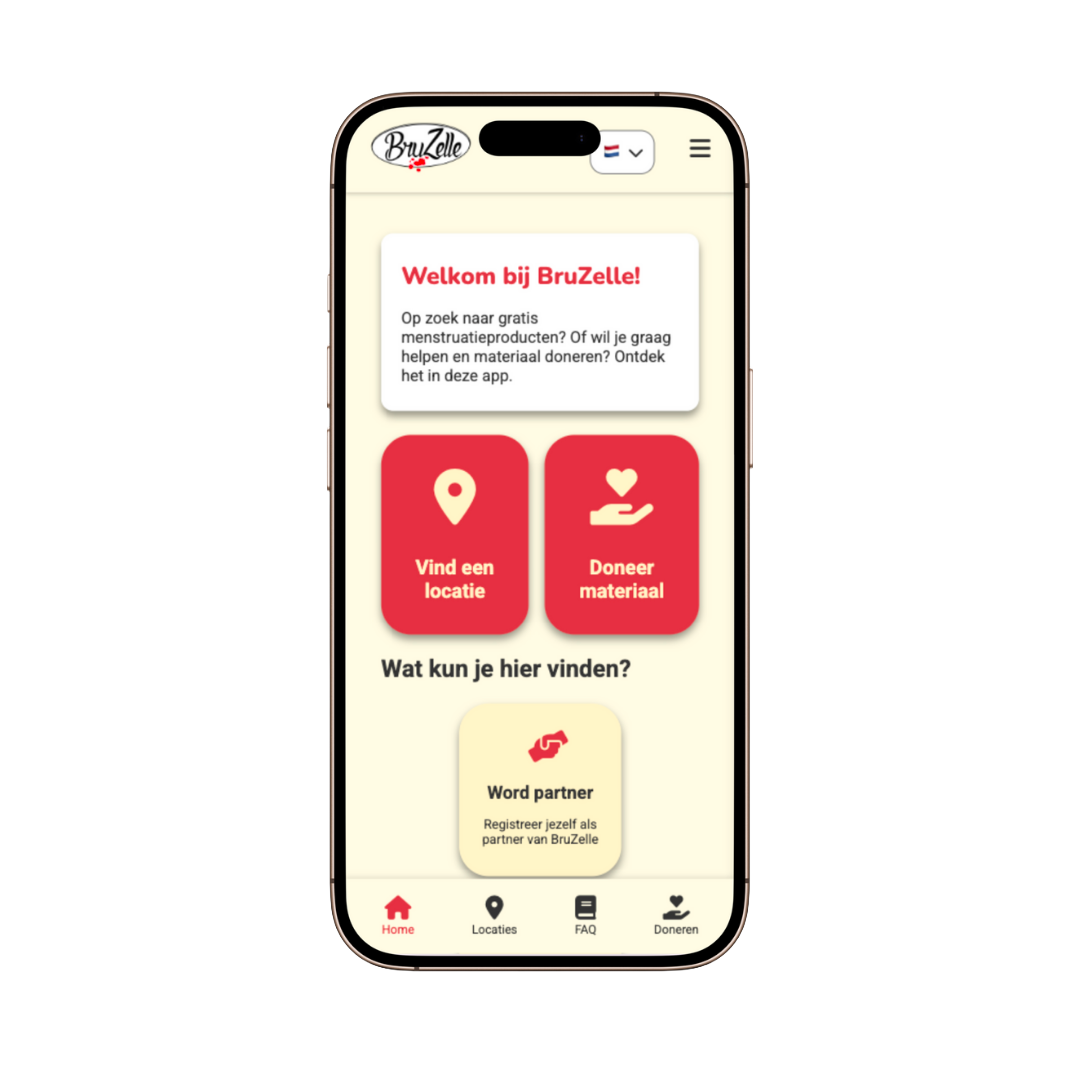 BruZelle
Welkom bij BruZelle!
Op zoek naar gratis
menstruatieproducten? Of wil je graag
helpen en materiaal doneren? Ontdek
het in deze app.
Vind een
locatie
Doneer
materiaal
Wat kun je hier vinden?
Word partner
Registreer jezelf als
partner van BruZelle
Home
Locaties
FAQ
Doneren